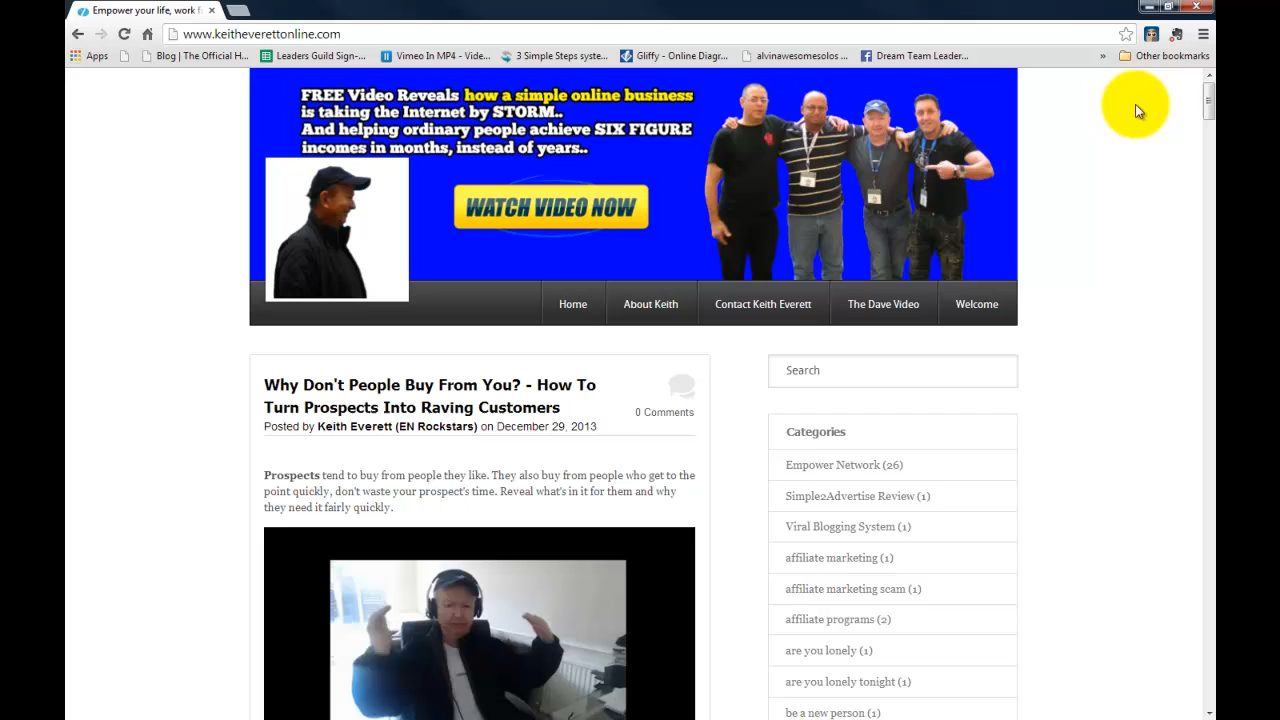 Empower your life, work f
www.keitheverettonline.com
Apps
Blog | The Official H...
Leaders Guild Sign-...
Vimeo In MP4 - Vide...
3 Simple Steps syste...
Gliffy - Online Diagr...
alvinawesomesolos ...
Dream Team Leader...
»
Other bookmarks
FREE Video Reveals how a simple online business
is taking the Internet by STORM..
And helping ordinary people achieve SIX FIGURE
incomes in months, instead of years..
WATCH VIDEO NOW
Home
About Keith
Contact Keith Everett
The Dave Video
Welcome
Why Don't People Buy From You? - How To
Turn Prospects Into Raving Customers
0 Comments
Posted by Keith Everett (EN Rockstars) on December 29, 2013
Prospects tend to buy from people they like. They also buy from people who get to the
point quickly, don't waste your prospect's time. Reveal what's in it for them and why
they need it fairly quickly.
Search
Categories
Empower Network (26)
Simple2Advertise Review (1)
Viral Blogging System (1)
affiliate marketing (1)
affiliate marketing scam (1)
affiliate programs (2)
are you lonely (1)
are you lonely tonight (1)
be a new person (1)